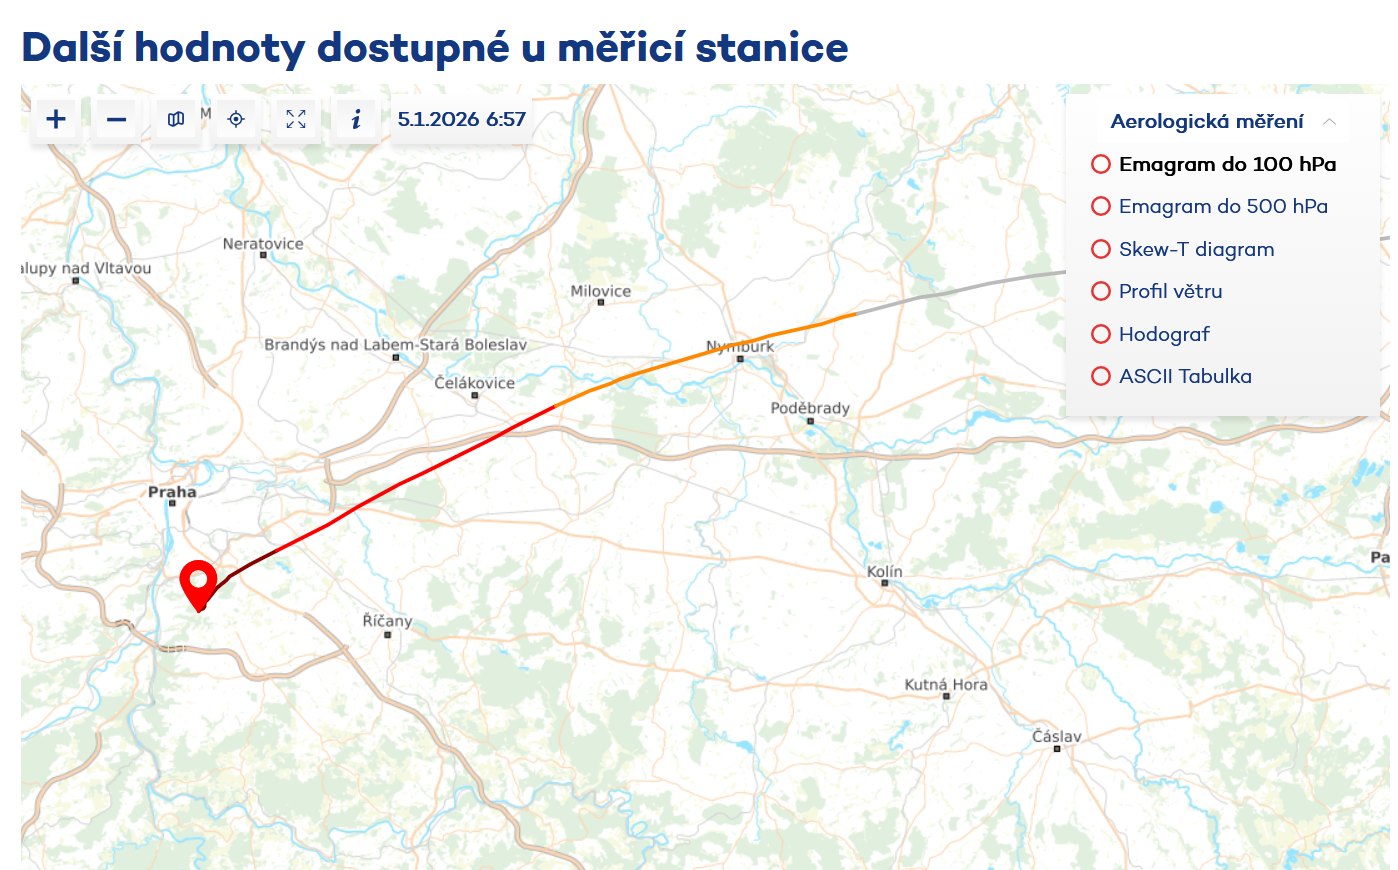 Další hodnoty dostupné u měřicí stanice
5.1.2026 6:57
Aerologická měření
Emagram do 100 hPa
Emagram do 500 hPa
Skew-T diagram
Profil větru
Hodograf
ASCII Tabulka
M
Neratovice
alupy nad Vltavou
Milovice
Brandýs nad Labem-Stará Boleslav
Nymburk
Čelákovice
Poděbrady
Praha
Pa
Kolín
Říčany
Kutná Hora
Čáslav